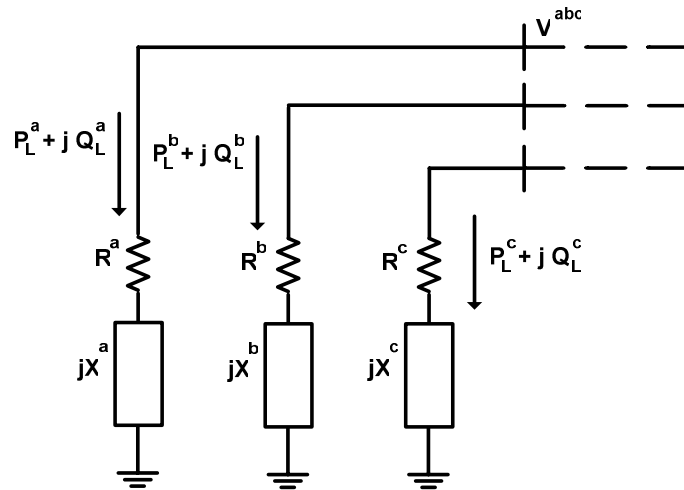 V^abc
P_L^a + j Q_L^a
P_L^b + j Q_L^b
R^a
R^b
R^c
P_L^c + j Q_L^c
jX^a
jX^b
jX^c